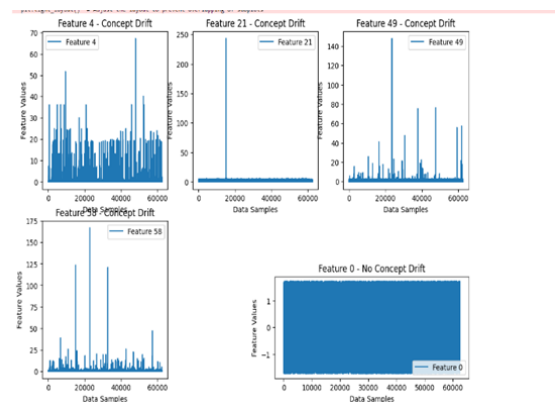 Feature 4 - Concept Drift
Feature 21 - Concept Drift
Feature 49 - Concept Drift
70
60
50
40
30
20
10
0
Feature Values
Feature 4
0 20000 40000 60000
Data Samples
250
200
150
100
50
0
Feature Values
Feature 21
0 20000 40000 60000
Data Samples
140
120
100
80
60
40
20
0
Feature Values
Feature 49
0 20000 40000 60000
Data Samples
Feature 58 - Concept Drift
175
150
125
100
75
50
25
0
Feature Values
Feature 58
0 20000 40000 60000
Data Samples
Feature 0 - No Concept Drift
1
0
−1
Feature Values
Feature 0
0 10000 20000 30000 40000 50000 60000
Data Samples